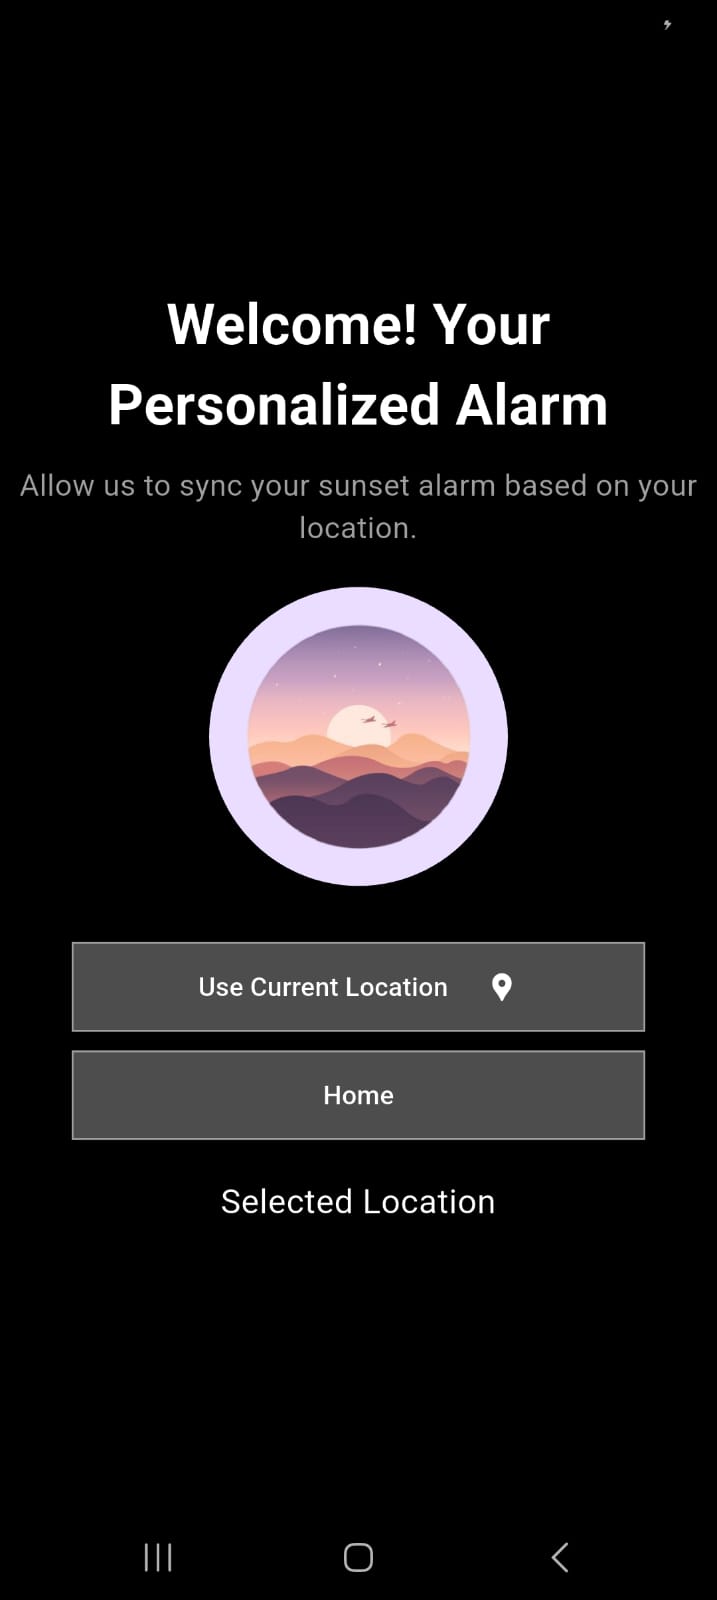 Welcome! Your
Personalized Alarm
Allow us to sync your sunset alarm based on your
location.
Use Current Location
Home
Selected Location